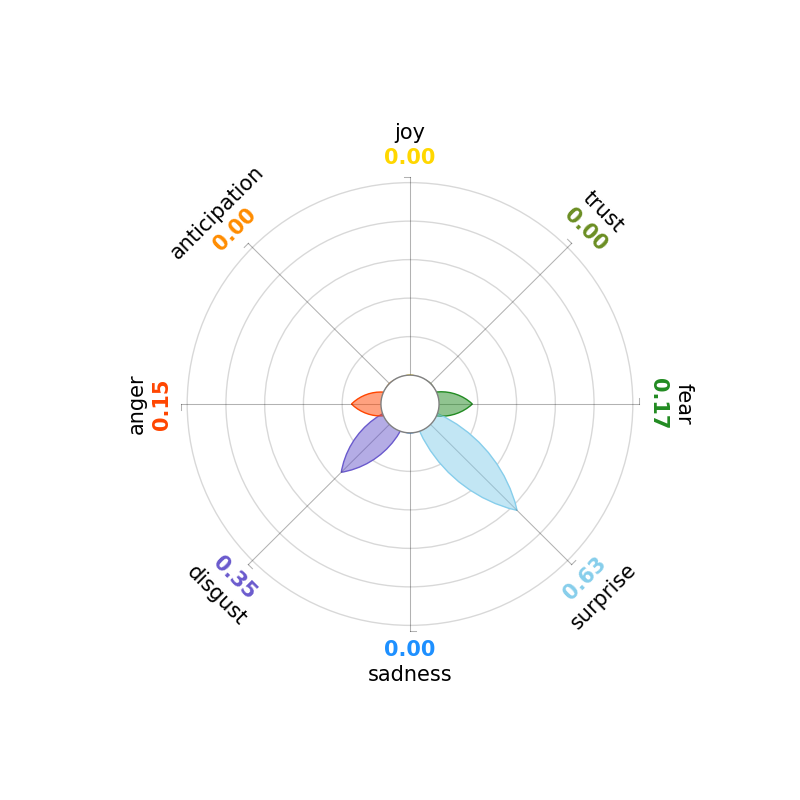 joy
0.00
trust
0.00
fear
0.17
surprise
0.63
0.00
sadness
disgust
0.35
anger
0.15
anticipation
0.00